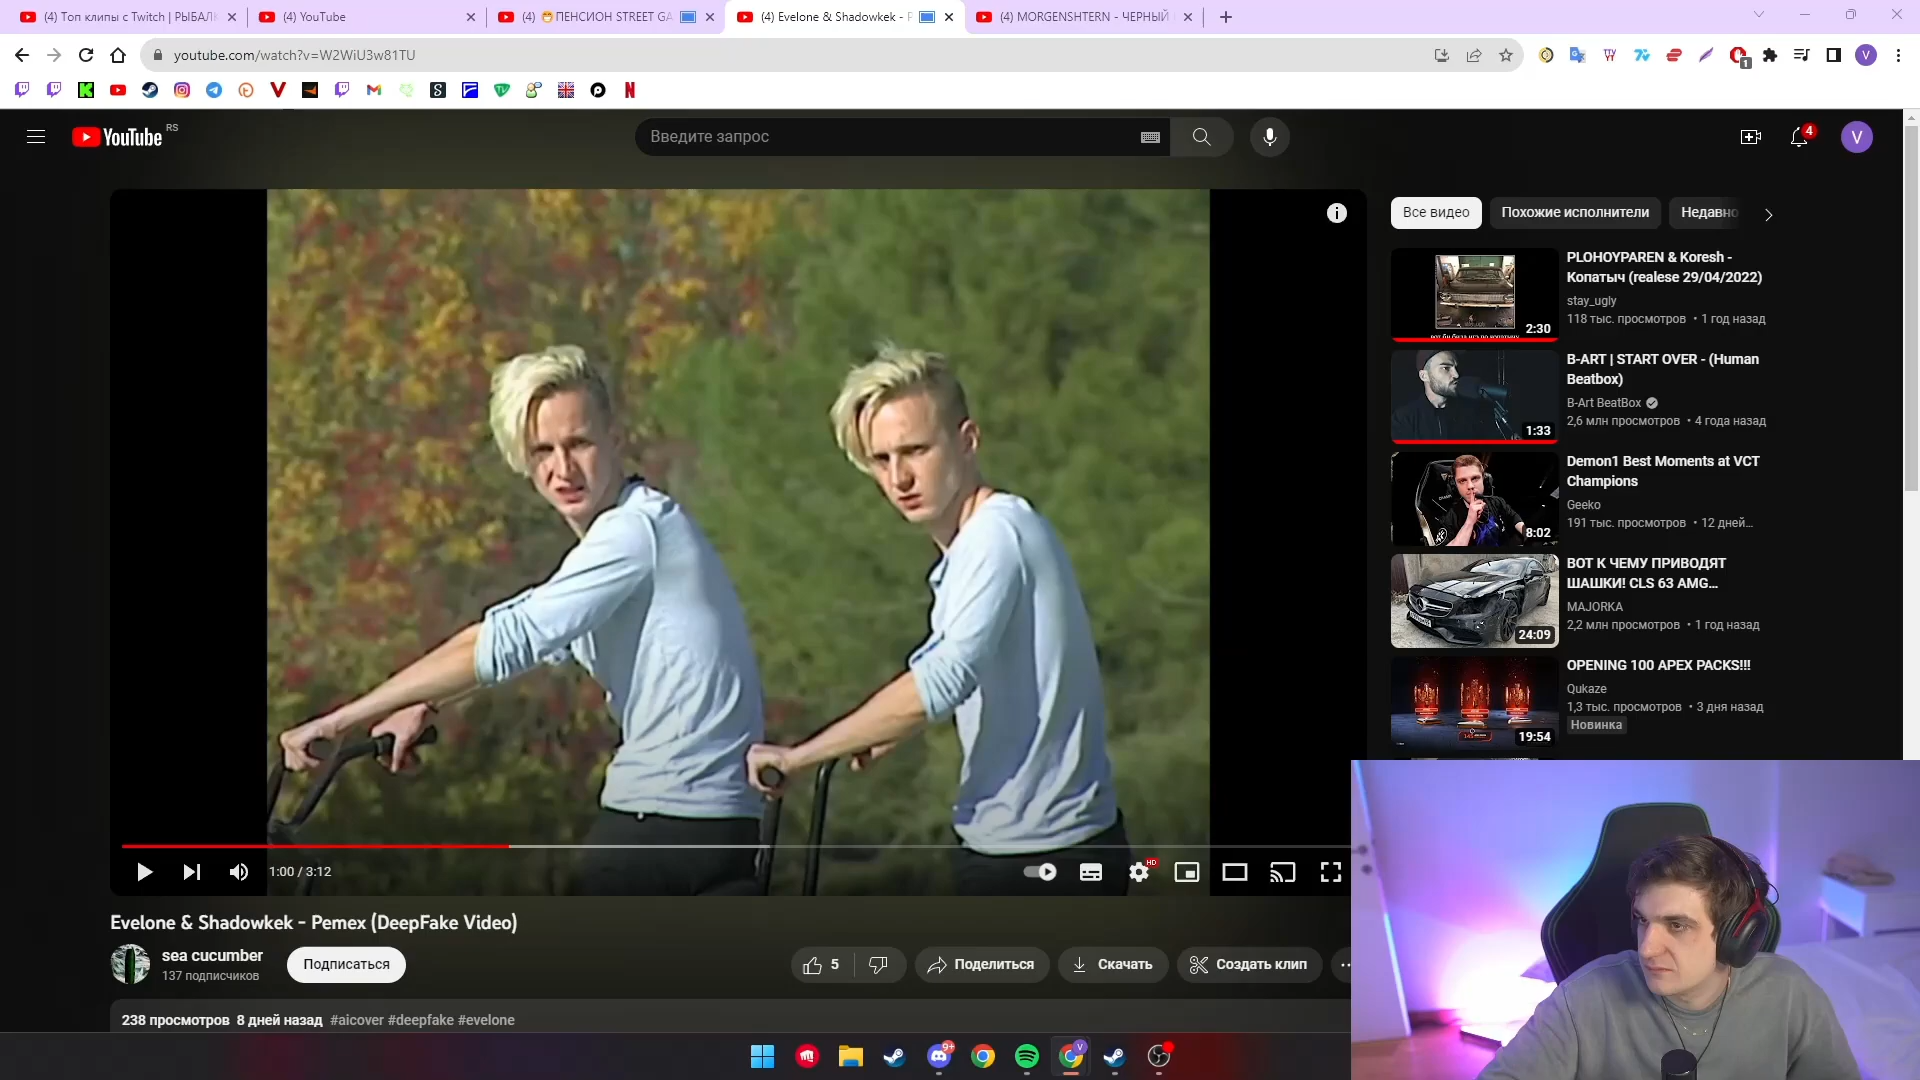 (4) Топ клипы с Twitch | РЫБАЛК
(4) YouTube
(4) 😁ПЕНСИОН STREET GA
(4) Evelone & Shadowkek - P
(4) MORGENSHTERN - ЧЕРНЫЙ
youtube.com/watch?v=W2WiU3w81TU
1
V
YouTube RS
Введите запрос
4
V
Все видео
Похожие исполнители
Недавно
PLOHOYPAREN & Koresh -
Копатыч (realese 29/04/2022)
stay_ugly
118 тыс. просмотров • 1 год назад
2:30
B-ART | START OVER - (Human
Beatbox)
B-Art BeatBox
2,6 млн просмотров • 4 года назад
1:33
Demon1 Best Moments at VCT
Champions
Geeko
191 тыс. просмотров • 12 дней...
8:02
ВОТ К ЧЕМУ ПРИВОДЯТ
ШАШКИ! CLS 63 AMG...
MAJORKA
2,2 млн просмотров • 1 год назад
24:09
OPENING 100 APEX PACKS!!!
Qukaze
1,3 тыс. просмотров • 3 дня назад
Новинка
19:54
1:00 / 3:12
HD
Evelone & Shadowkek - Pemex (DeepFake Video)
sea cucumber
137 подписчиков
Подписаться
5
Поделиться
Скачать
Создать клип
238 просмотров 8 дней назад #aicover #deepfake #evelone
9+
V